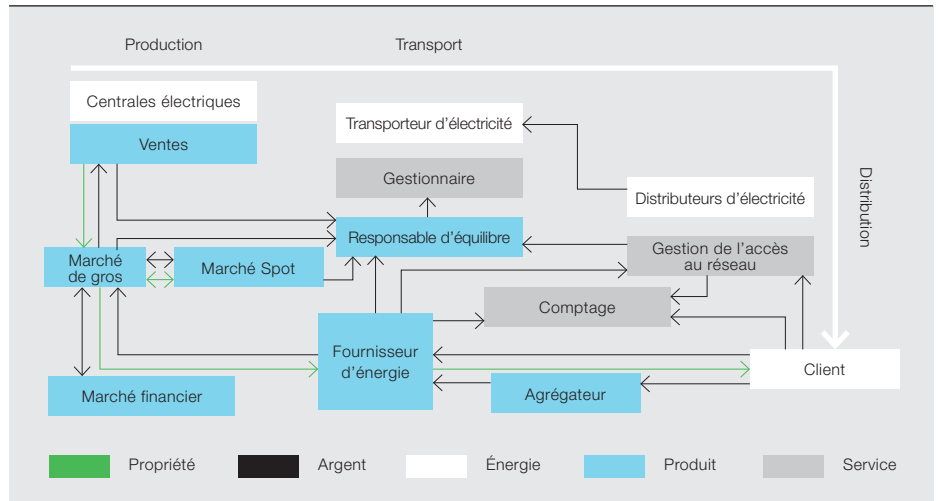 Production
Transport
Centrales électriques
Ventes
Transporteur d'électricité
Gestionnaire
Distributeurs d'électricité
Distribution
Responsable d'équilibre
Gestion de l'accès
au réseau
Marché
de gros
Marché Spot
Comptage
Fournisseur
d'énergie
Client
Marché financier
Agrégateur
Propriété
Argent
Énergie
Produit
Service